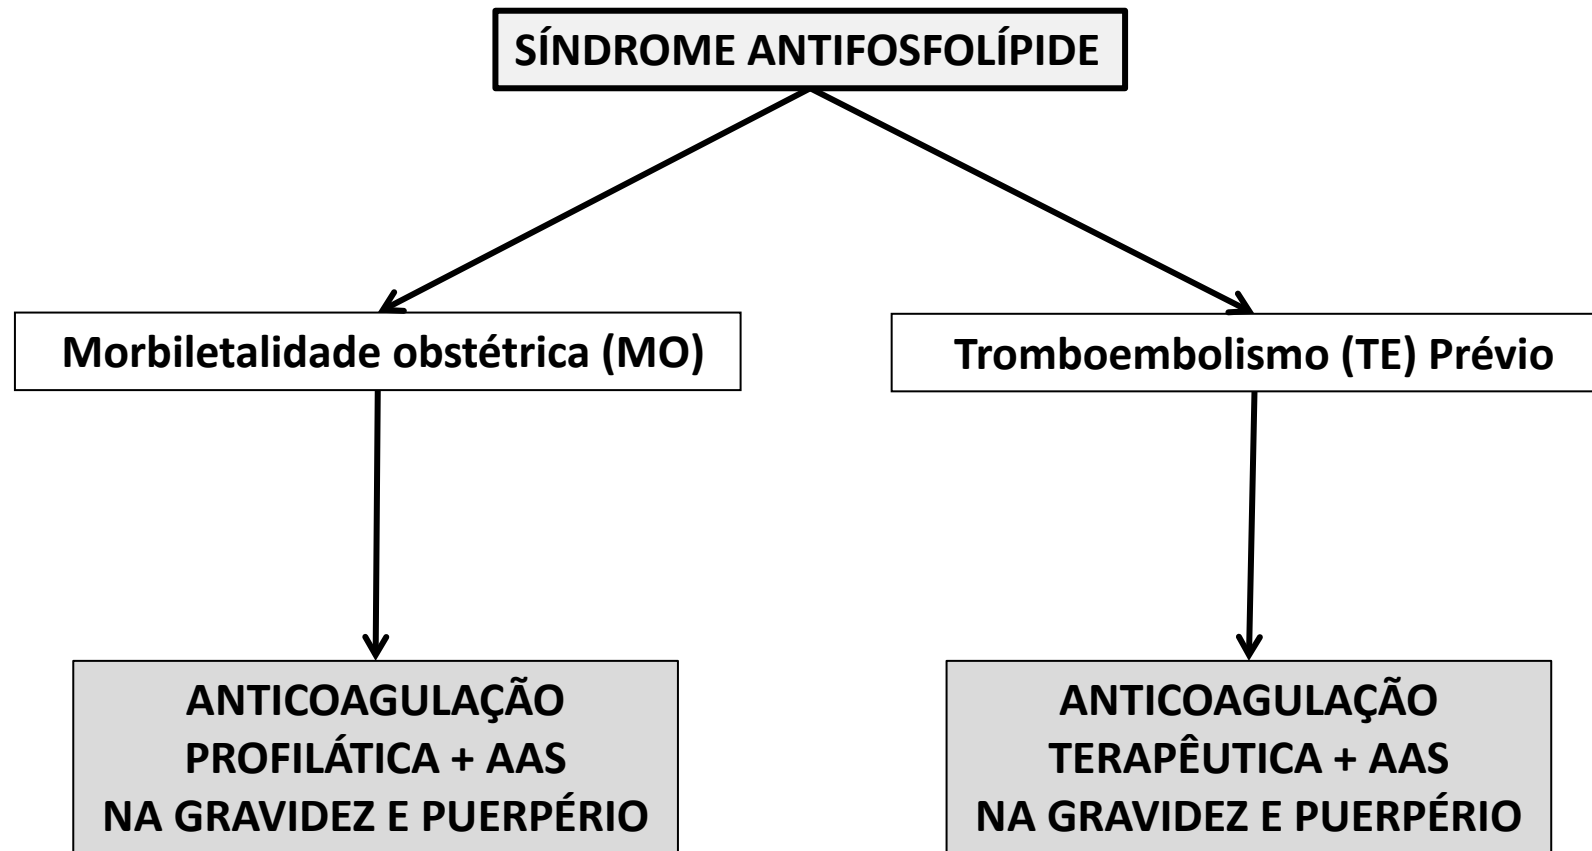 SÍNDROME ANTIFOSFOLÍPIDE
Morbiletalidade obstétrica (MO)
Tromboembolismo (TE) Prévio
ANTICOAGULAÇÃO
PROFILÁTICA + AAS
NA GRAVIDEZ E PUERPÉRIO
ANTICOAGULAÇÃO
TERAPÊUTICA + AAS
NA GRAVIDEZ E PUERPÉRIO